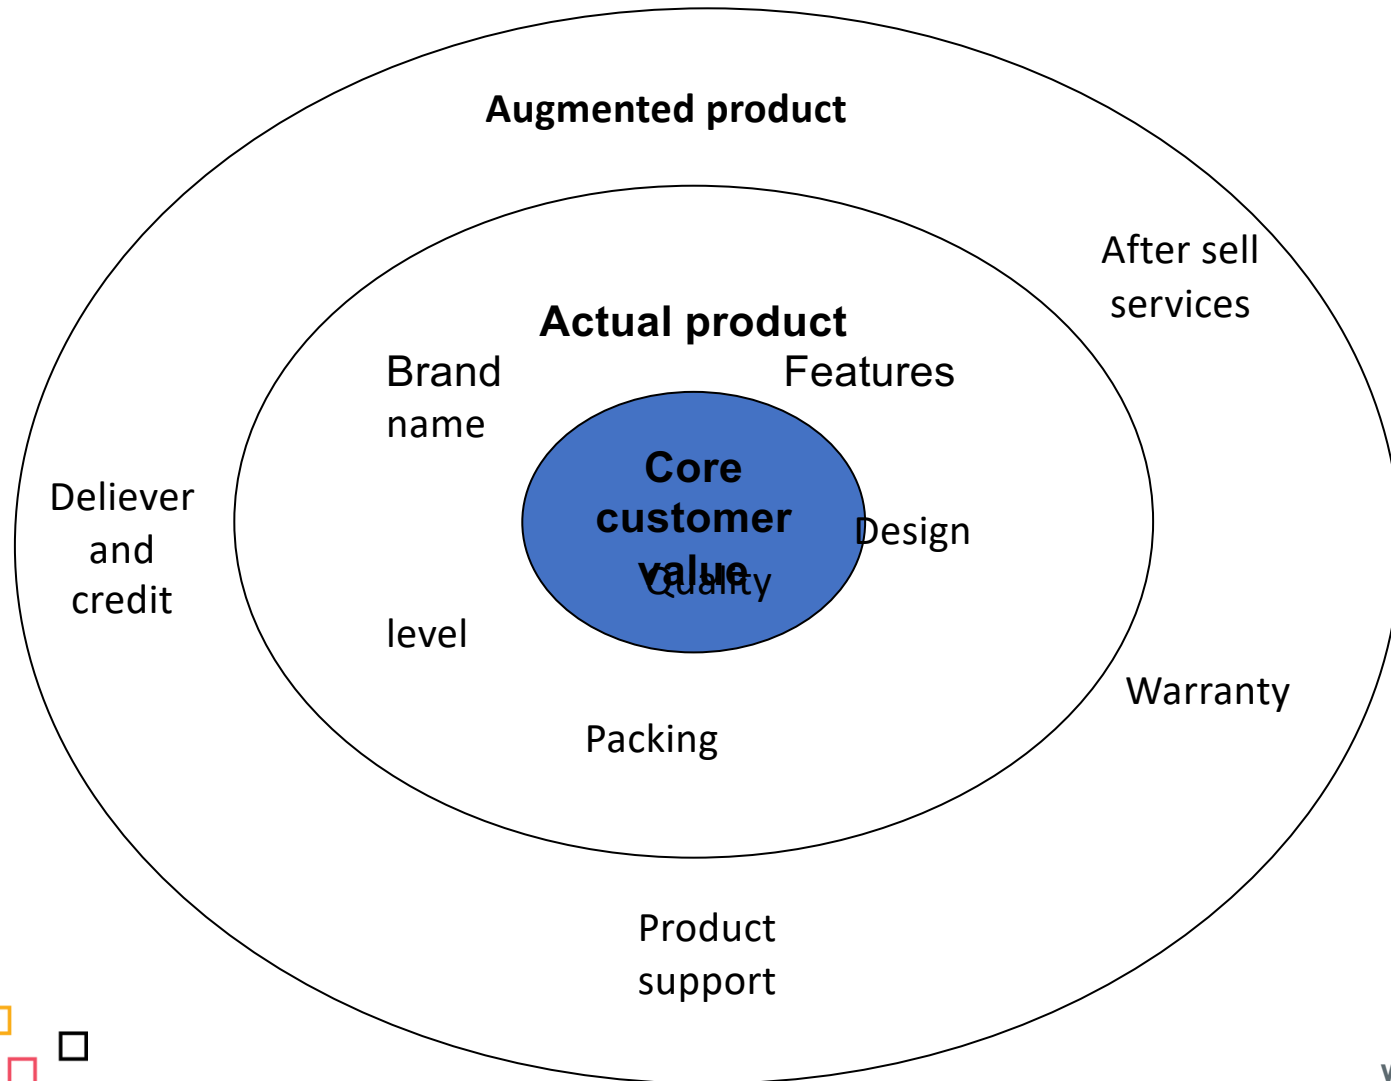 Augmented product
After sell
services
Actual product
Brand
name
Features
Core
customer
value
Design
Quality
level
Deliever
and
credit
Warranty
Packing
Product
support